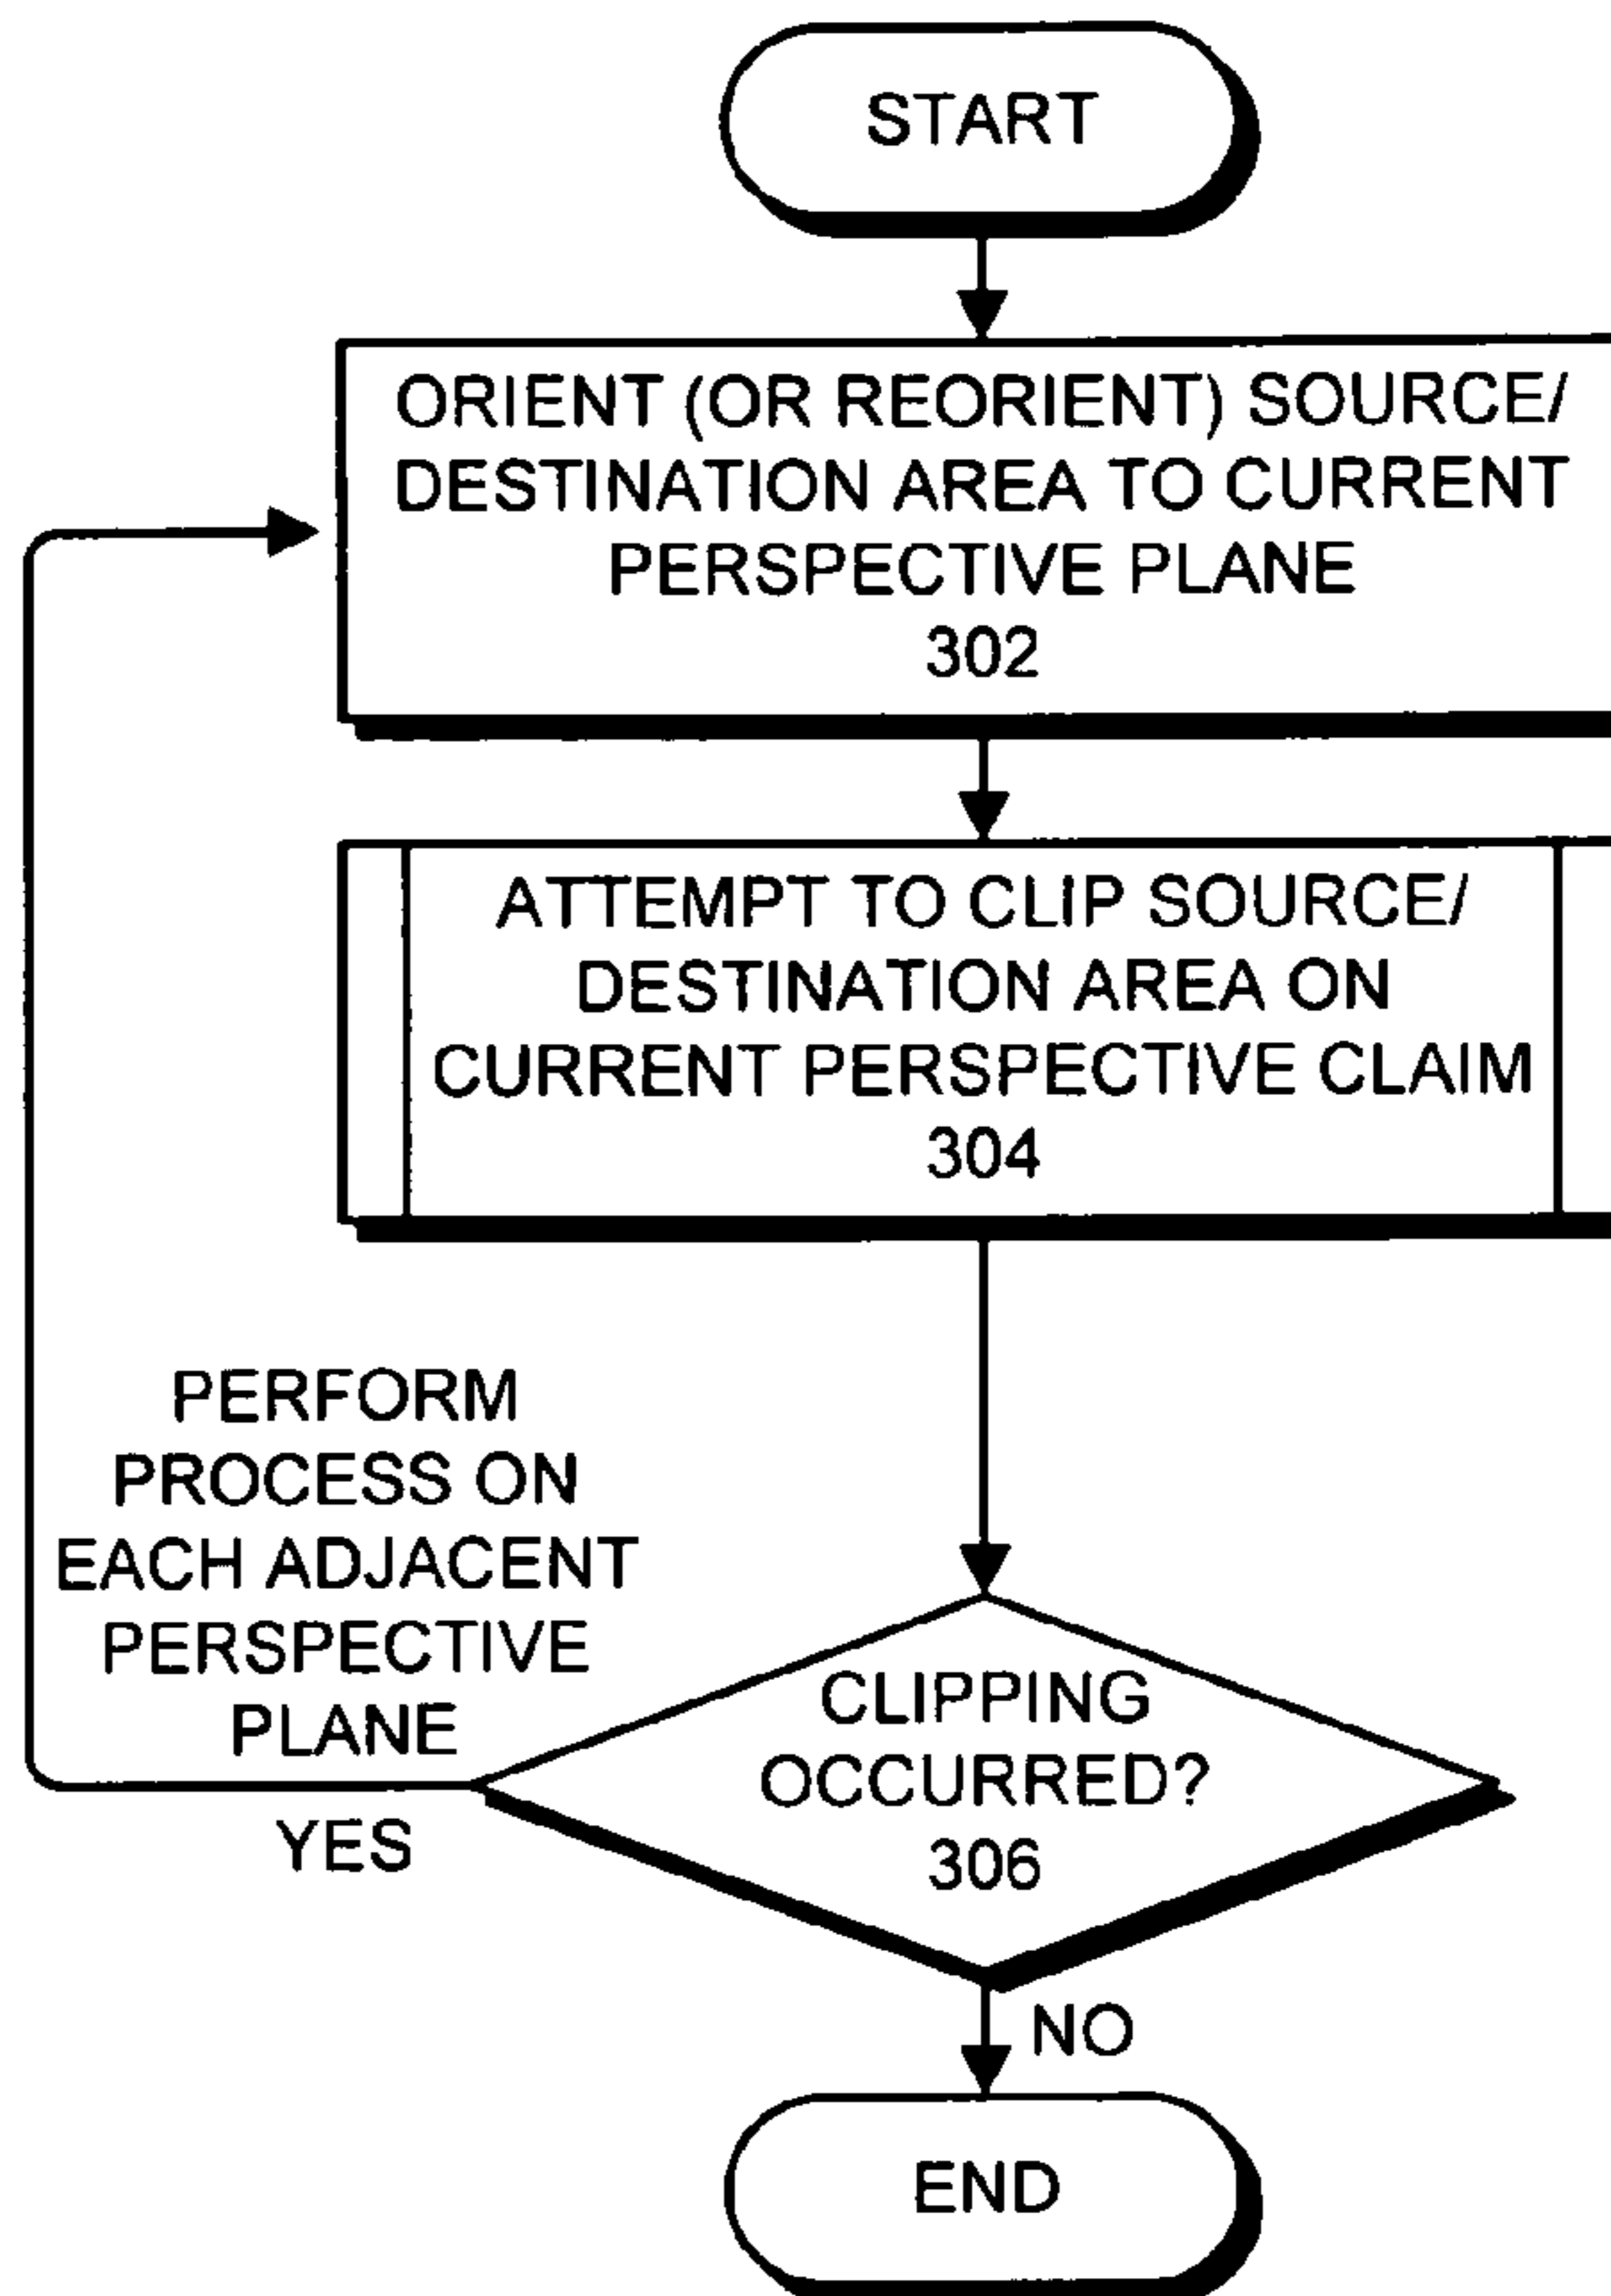 START
ORIENT (OR REORIENT) SOURCE/
DESTINATION AREA TO CURRENT
PERSPECTIVE PLANE
302
ATTEMPT TO CLIP SOURCE/
DESTINATION AREA ON
CURRENT PERSPECTIVE CLAIM
304
PERFORM
PROCESS ON
EACH ADJACENT
PERSPECTIVE
PLANE
YES
CLIPPING
OCCURRED?
306
NO
END